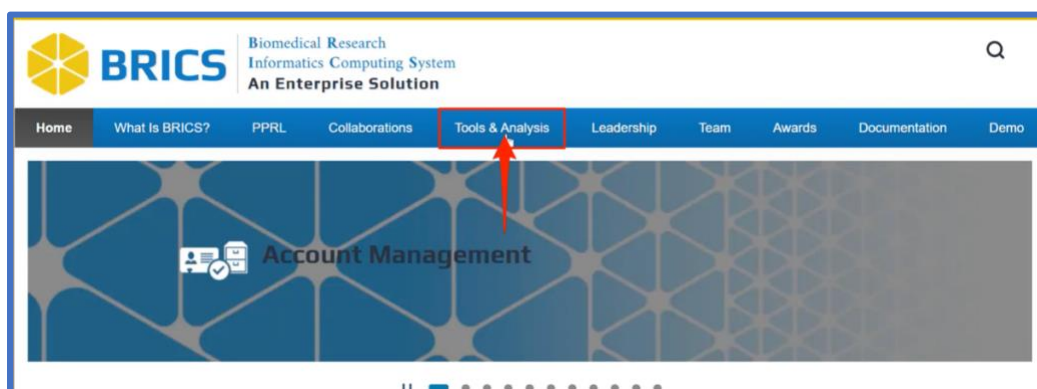 BRICS
Biomedical Research
Informatics Computing System
An Enterprise Solution
Home What Is BRICS? PPRL Collaborations Tools & Analysis Leadership Team Awards Documentation Demo
Account Management